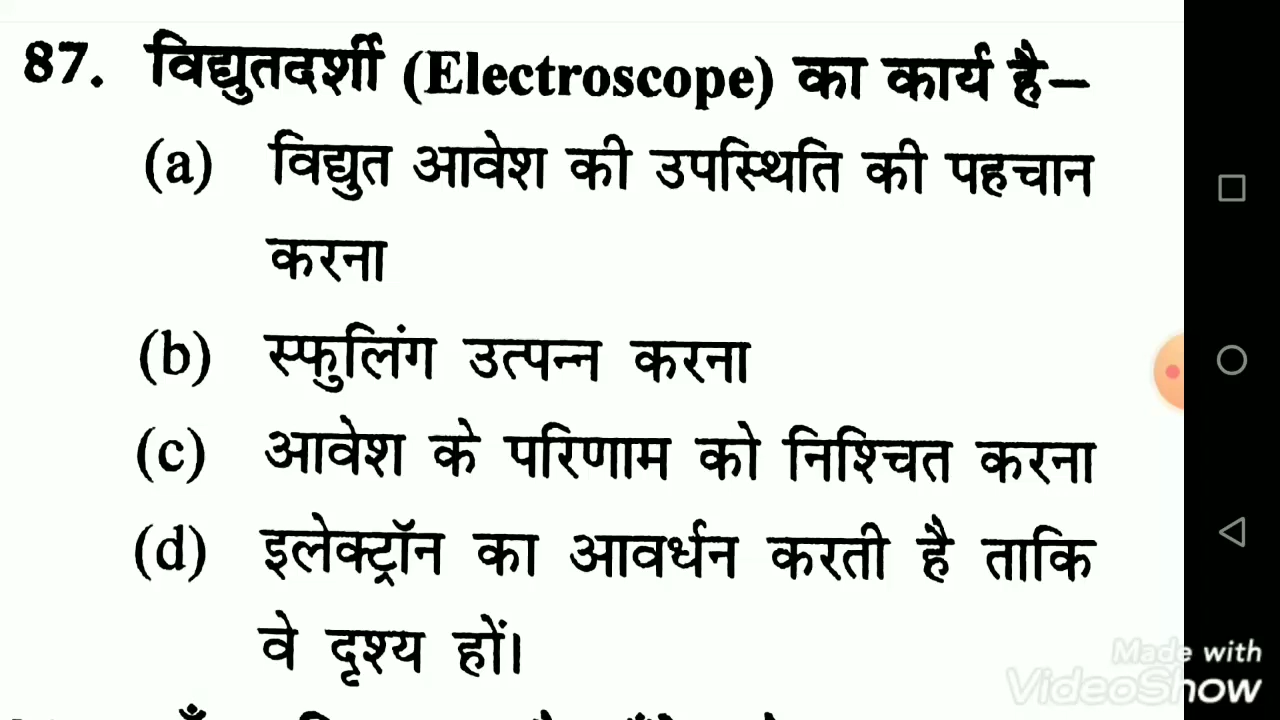 87. विद्युतदर्शी (Electroscope) का कार्य है–
(a) विद्युत आवेश की उपस्थिति की पहचान
करना
(b) स्फुलिंग उत्पन्न करना
(c) आवेश के परिणाम को निश्चित करना
(d) इलेक्ट्रॉन का आवर्धन करती है ताकि
वे दृश्य हों।
Made with
VideoShow